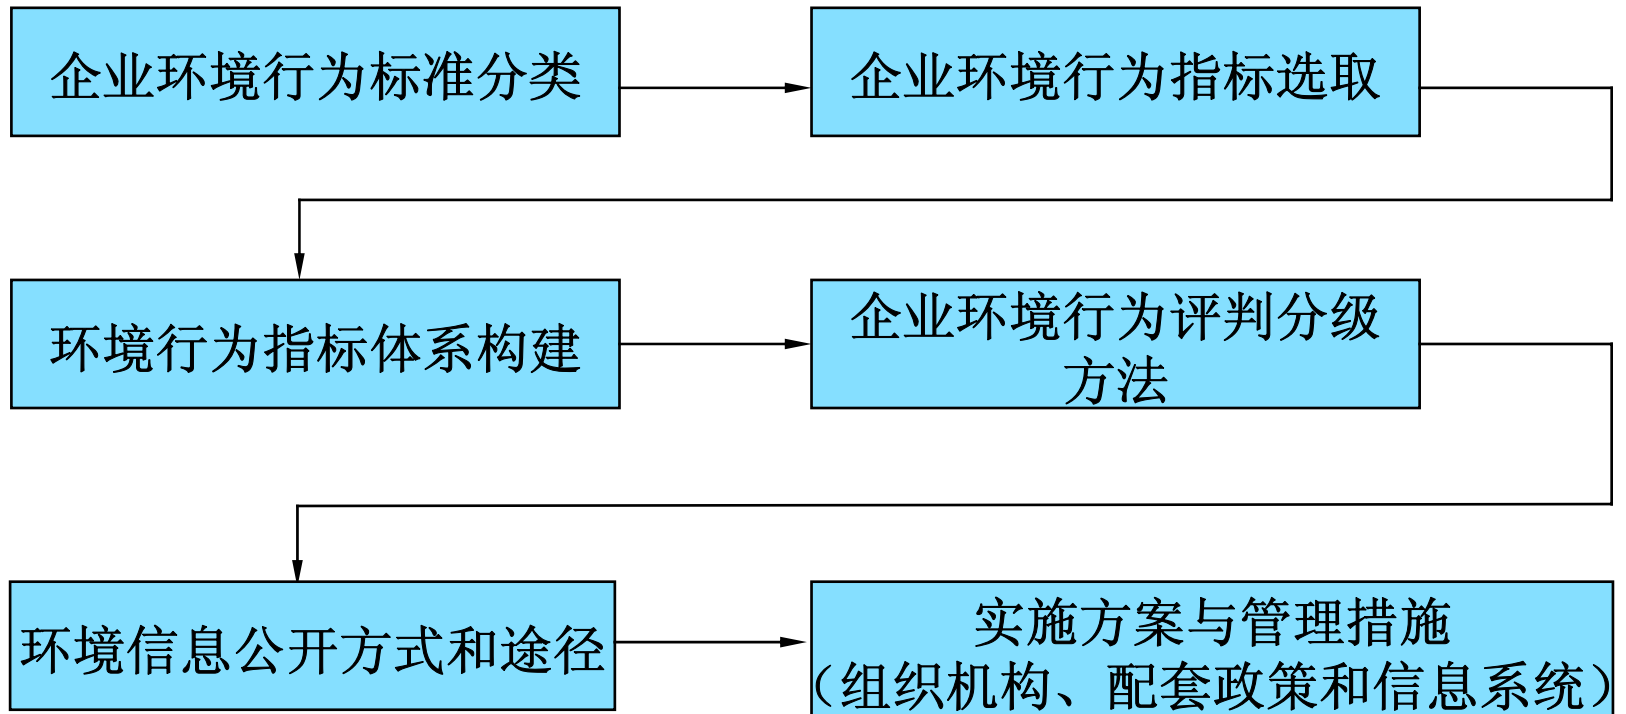 企业环境行为标准分类
企业环境行为指标选取
环境行为指标体系构建
企业环境行为评判分级
方法
环境信息公开方式和途径
实施方案与管理措施
（组织机构、配套政策和信息系统）